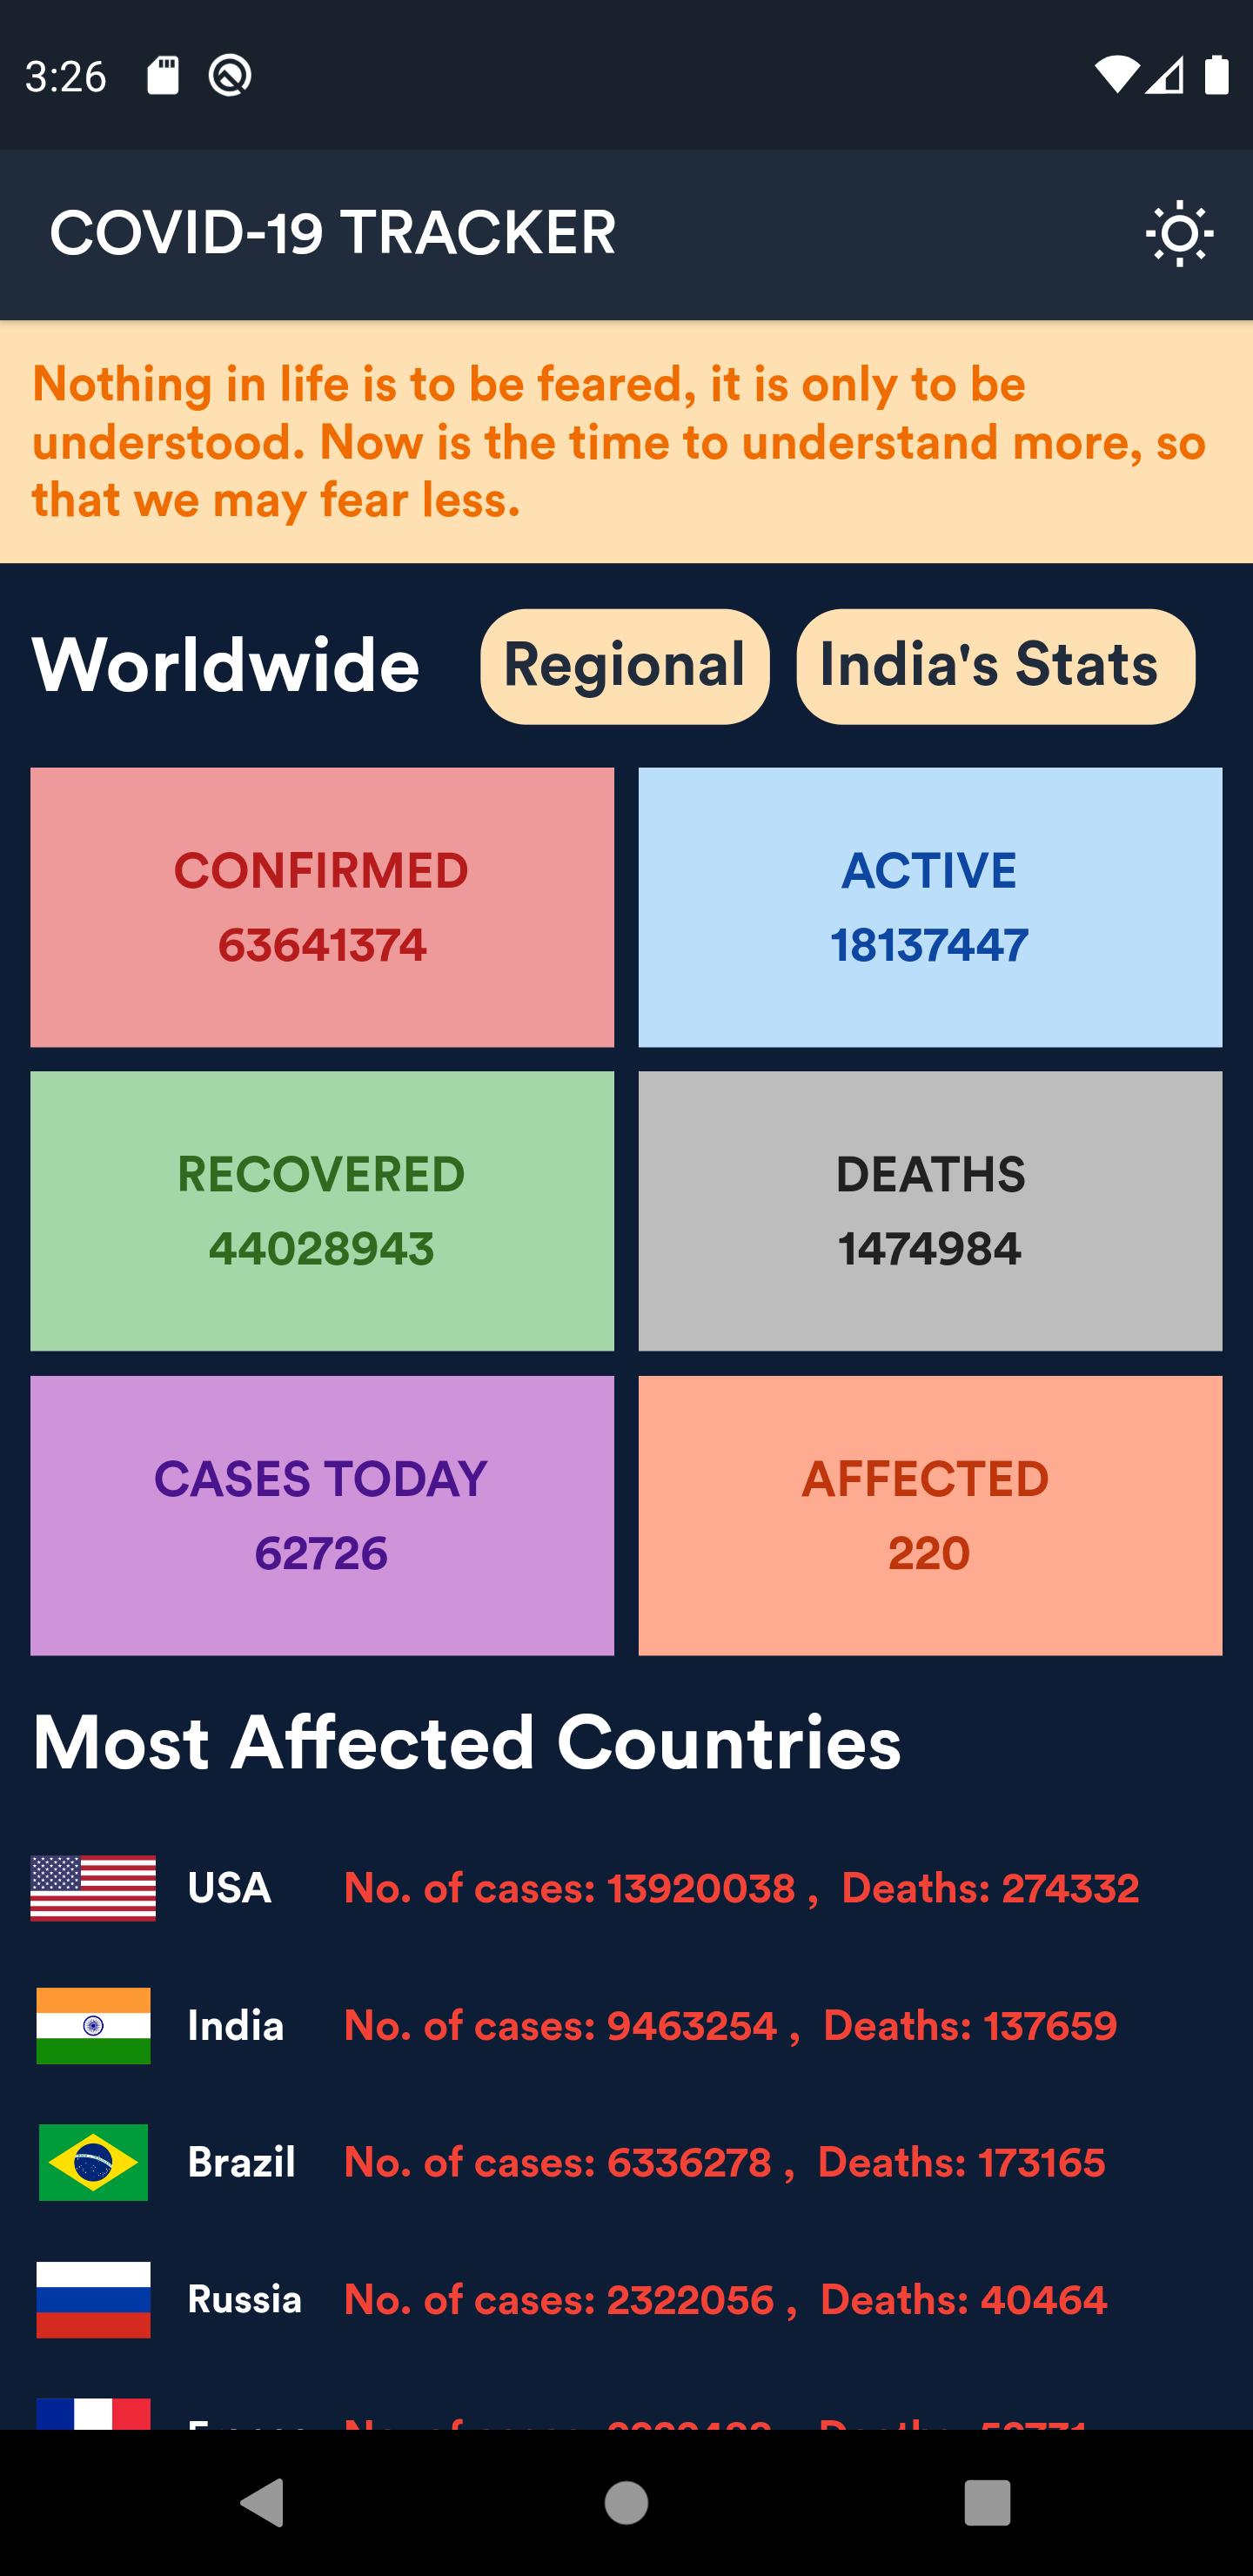 3:26
COVID-19 TRACKER
Nothing in life is to be feared, it is only to be
understood. Now is the time to understand more, so
that we may fear less.
Worldwide
Regional
India's Stats
CONFIRMED
63641374
ACTIVE
18137447
RECOVERED
44028943
DEATHS
1474984
CASES TODAY
62726
AFFECTED
220
Most Affected Countries
USA No. of cases: 13920038 , Deaths: 274332
India No. of cases: 9463254 , Deaths: 137659
Brazil No. of cases: 6336278 , Deaths: 173165
Russia No. of cases: 2322056 , Deaths: 40464
No. of cases: Deaths: